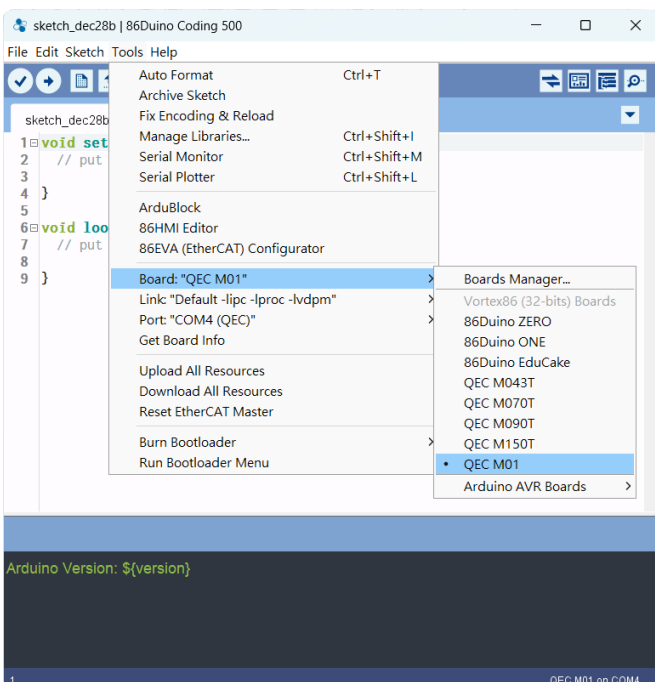 sketch_dec28b | 86Duino Coding 500
File Edit Sketch Tools Help
sketch_dec28b
1 void set
2 // put
3
4 }
5
6 void loo
7 // put
8
9 }
Auto Format Ctrl+T
Archive Sketch
Fix Encoding & Reload
Manage Libraries... Ctrl+Shift+I
Serial Monitor Ctrl+Shift+M
Serial Plotter Ctrl+Shift+L
ArduBlock
86HMI Editor
86EVA (EtherCAT) Configurator
Board: "QEC M01"
Link: "Default -lipc -lproc -lvdpm"
Port: "COM4 (QEC)"
Get Board Info
Upload All Resources
Download All Resources
Reset EtherCAT Master
Burn Bootloader
Run Bootloader Menu
Boards Manager...
Vortex86 (32-bits) Boards
86Duino ZERO
86Duino ONE
86Duino EduCake
QEC M043T
QEC M070T
QEC M090T
QEC M150T
QEC M01
Arduino AVR Boards
Arduino Version: ${version}
1 QEC M01 on COM4